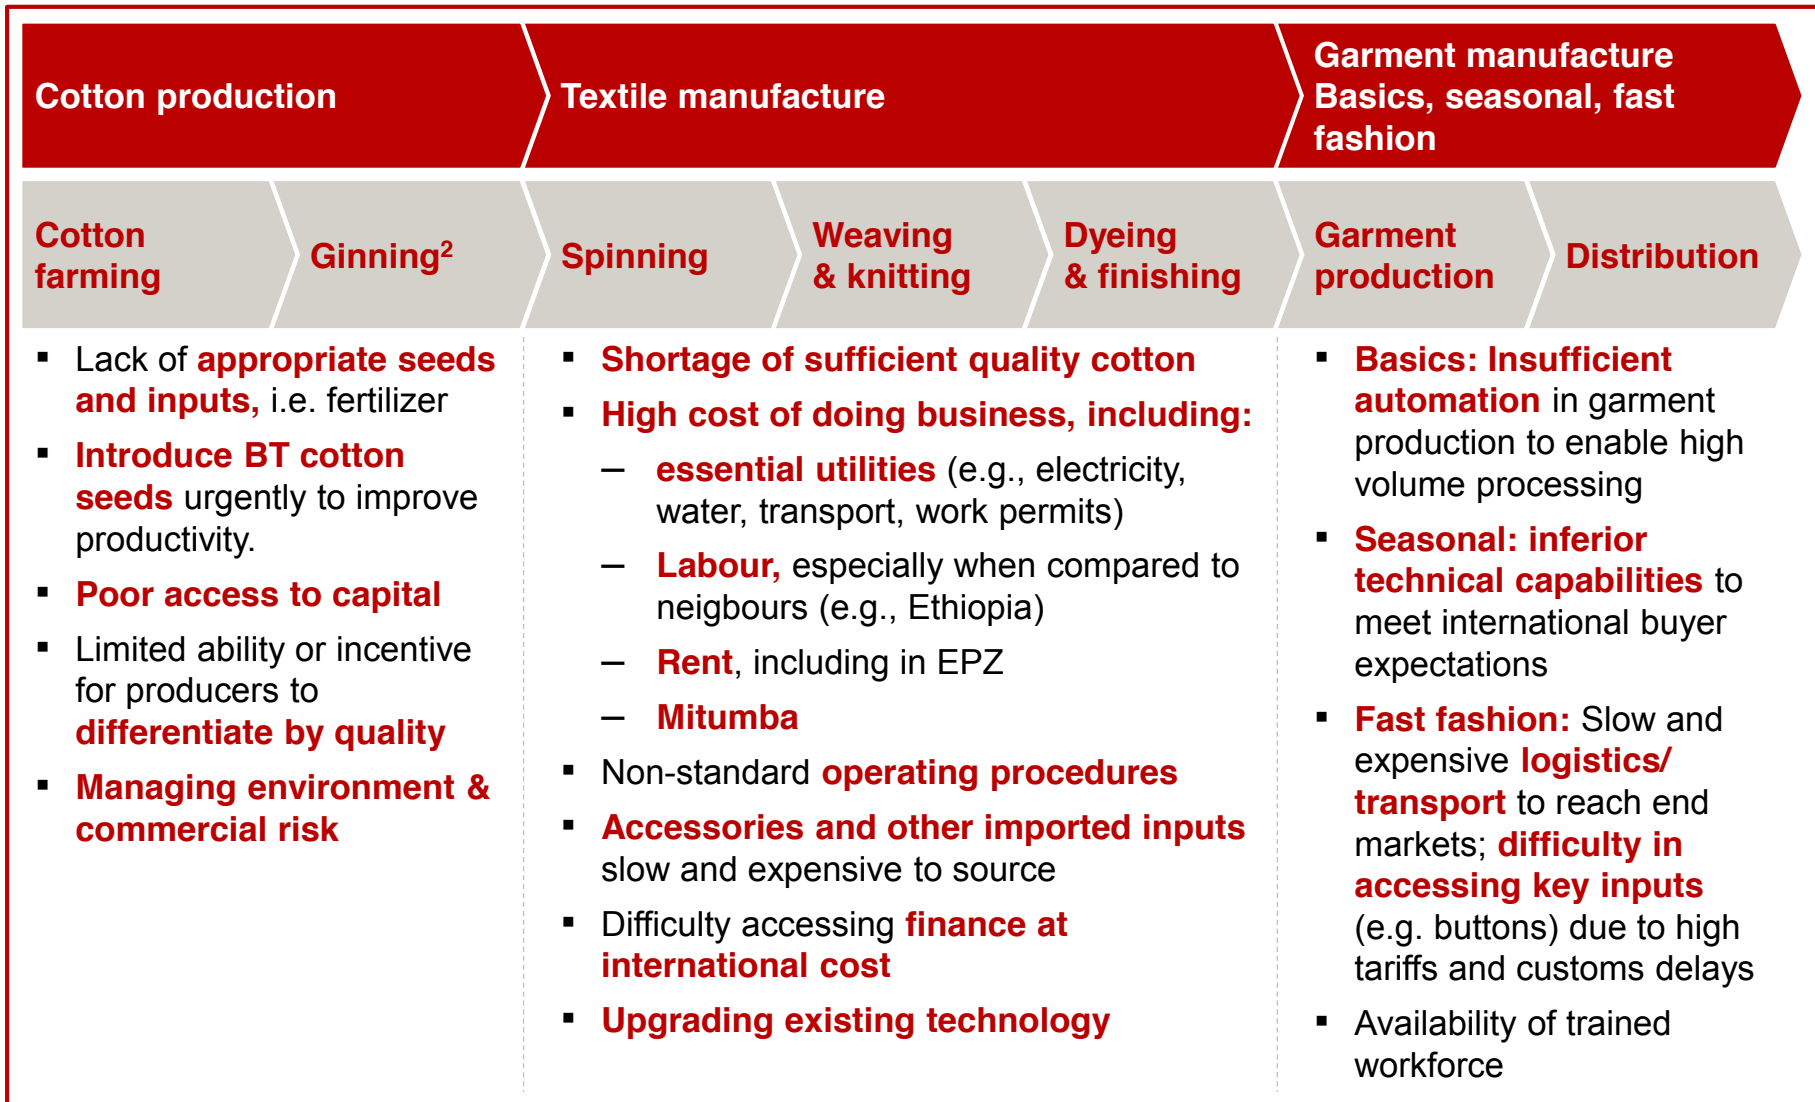 Cotton production
Textile manufacture
Garment manufacture
Basics, seasonal, fast
fashion
Cotton
farming
Ginning²
Spinning
Weaving
& knitting
Dyeing
& finishing
Garment
production
Distribution
▪ Lack of appropriate seeds
and inputs, i.e. fertilizer
▪ Introduce BT cotton
seeds urgently to improve
productivity.
▪ Poor access to capital
▪ Limited ability or incentive
for producers to
differentiate by quality
▪ Managing environment &
commercial risk
▪ Shortage of sufficient quality cotton
▪ High cost of doing business, including:
– essential utilities (e.g., electricity,
water, transport, work permits)
– Labour, especially when compared to
neigbours (e.g., Ethiopia)
– Rent, including in EPZ
– Mitumba
▪ Non-standard operating procedures
▪ Accessories and other imported inputs
slow and expensive to source
▪ Difficulty accessing finance at
international cost
▪ Upgrading existing technology
▪ Basics: Insufficient
automation in garment
production to enable high
volume processing
▪ Seasonal: inferior
technical capabilities to
meet international buyer
expectations
▪ Fast fashion: Slow and
expensive logistics/
transport to reach end
markets; difficulty in
accessing key inputs
(e.g. buttons) due to high
tariffs and customs delays
▪ Availability of trained
workforce